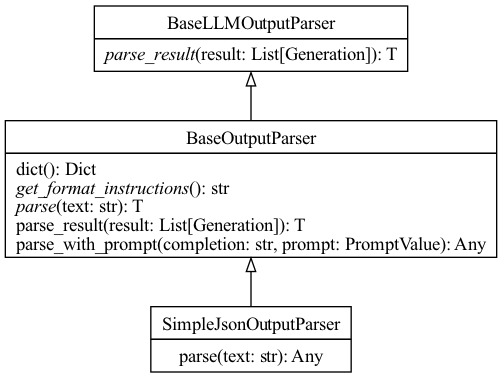 BaseLLMOutputParser
parse_result(result: List[Generation]): T
BaseOutputParser
dict(): Dict
get_format_instructions(): str
parse(text: str): T
parse_result(result: List[Generation]): T
parse_with_prompt(completion: str, prompt: PromptValue): Any
SimpleJsonOutputParser
parse(text: str): Any